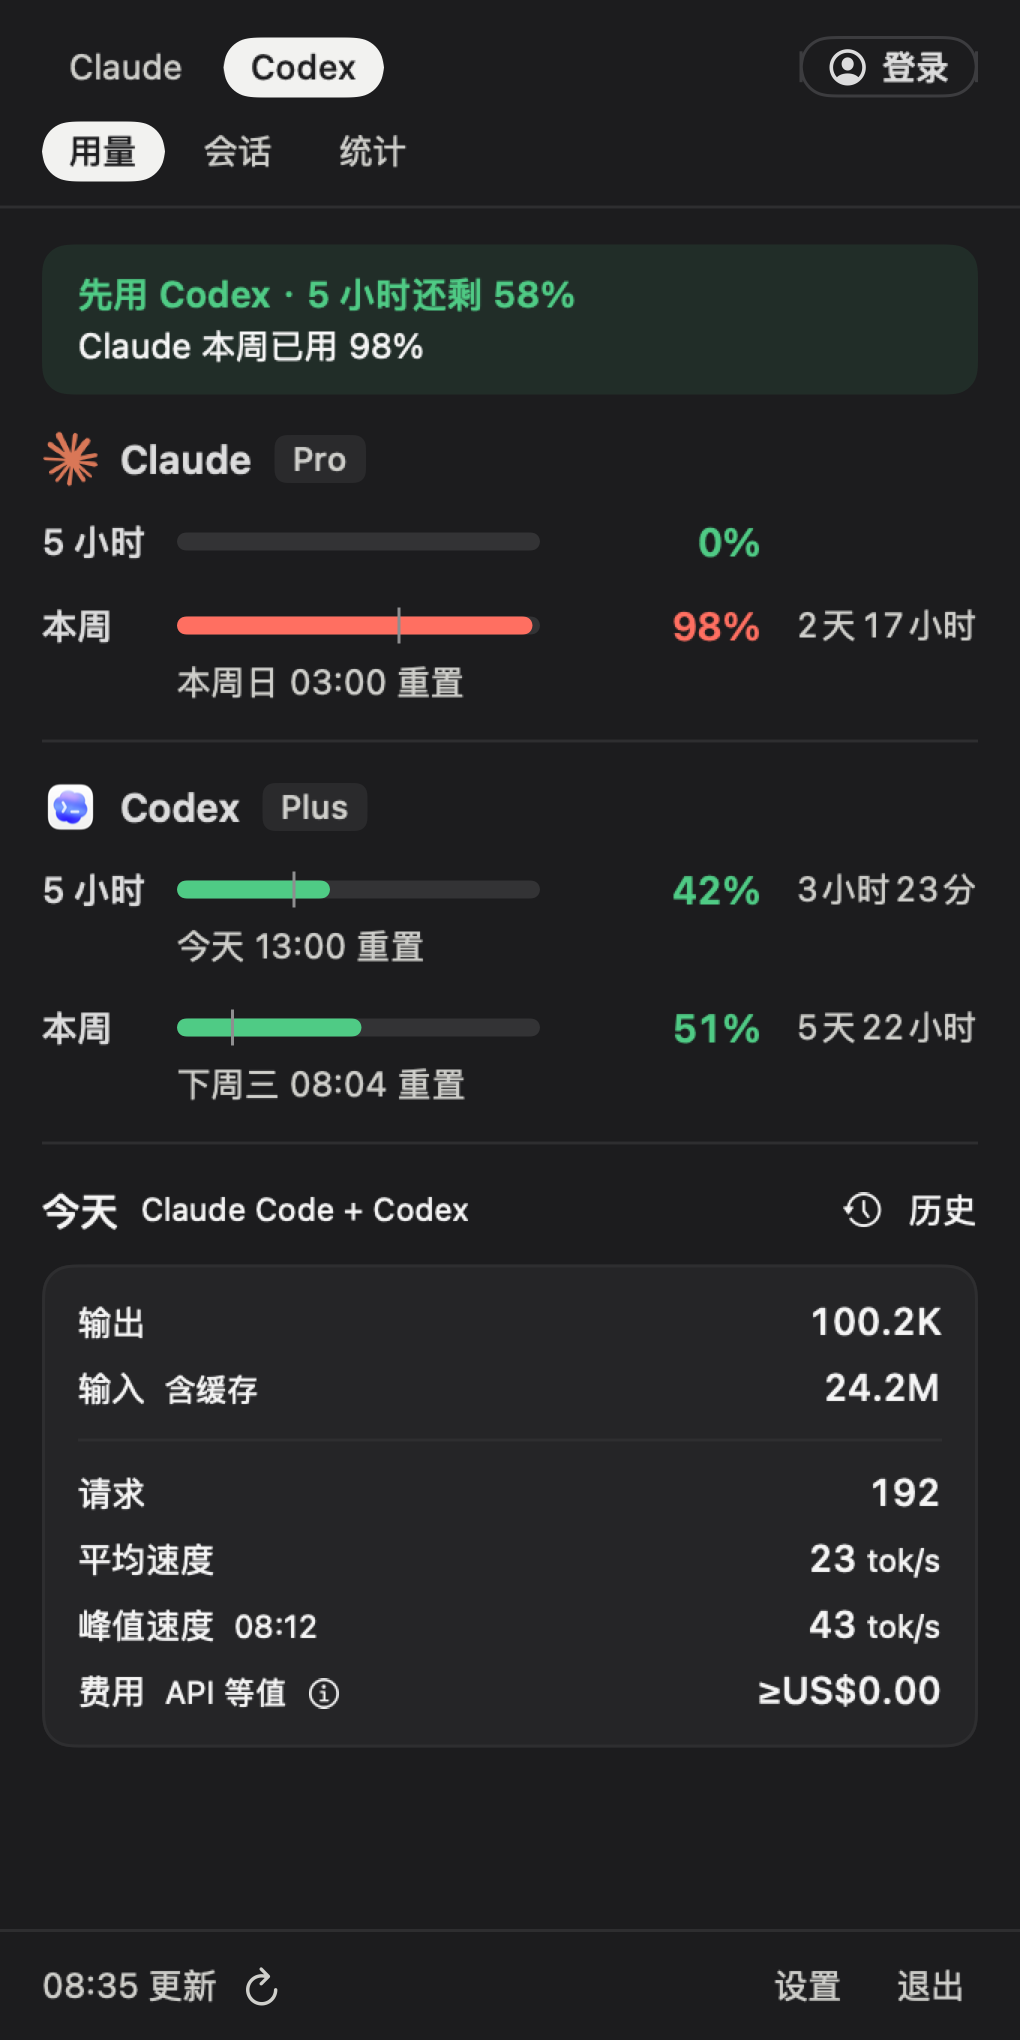 Claude Codex 登录
用量 会话 统计
先用 Codex · 5 小时还剩 58%
Claude 本周已用 98%
Claude Pro
5 小时 0%
本周 98% 2天17小时
本周日 03:00 重置
Codex Plus
5 小时 42% 3小时23分
今天 13:00 重置
本周 51% 5天22小时
下周三 08:04 重置
今天 Claude Code + Codex 历史
输出 100.2K
输入 含缓存 24.2M
请求 192
平均速度 23 tok/s
峰值速度 08:12 43 tok/s
费用 API 等值 ≥US$0.00
08:35 更新 设置 退出